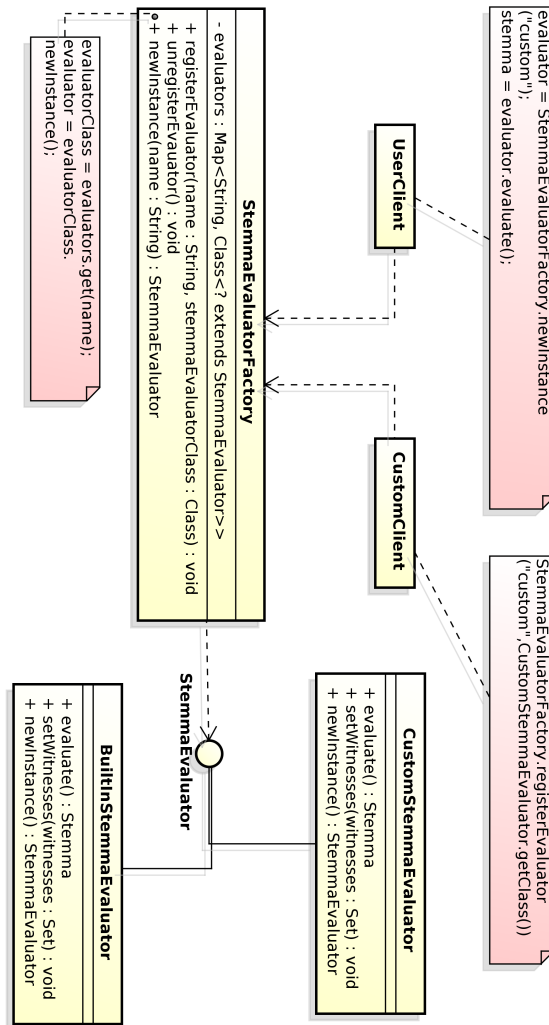 evaluator = StemmaEvaluatorFactory.newInstance
("custom");
stemma = evaluator.evaluate();
StemmaEvaluatorFactory.registerEvaluator
("custom",CustomStemmaEvaluator.getClass())
UserClient
CustomClient
StemmaEvaluatorFactory
- evaluators : Map<String, Class<? extends StemmaEvaluator>>
+ registerEvaluator(name : String, stemmaEvaluatorClass : Class) : void
+ unregisterEvauator() : void
+ newInstance(name : String) : StemmaEvaluator
evaluatorClass = evaluators.get(name);
evaluator = evaluatorClass.
newInstance();
CustomStemmaEvaluator
+ evaluate() : Stemma
+ setWitnesses(witnesses : Set) : void
+ newInstance() : StemmaEvaluator
StemmaEvaluator
BuiltInStemmaEvaluator
+ evaluate() : Stemma
+ setWitnesses(witnesses : Set) : void
+ newInstance() : StemmaEvaluator